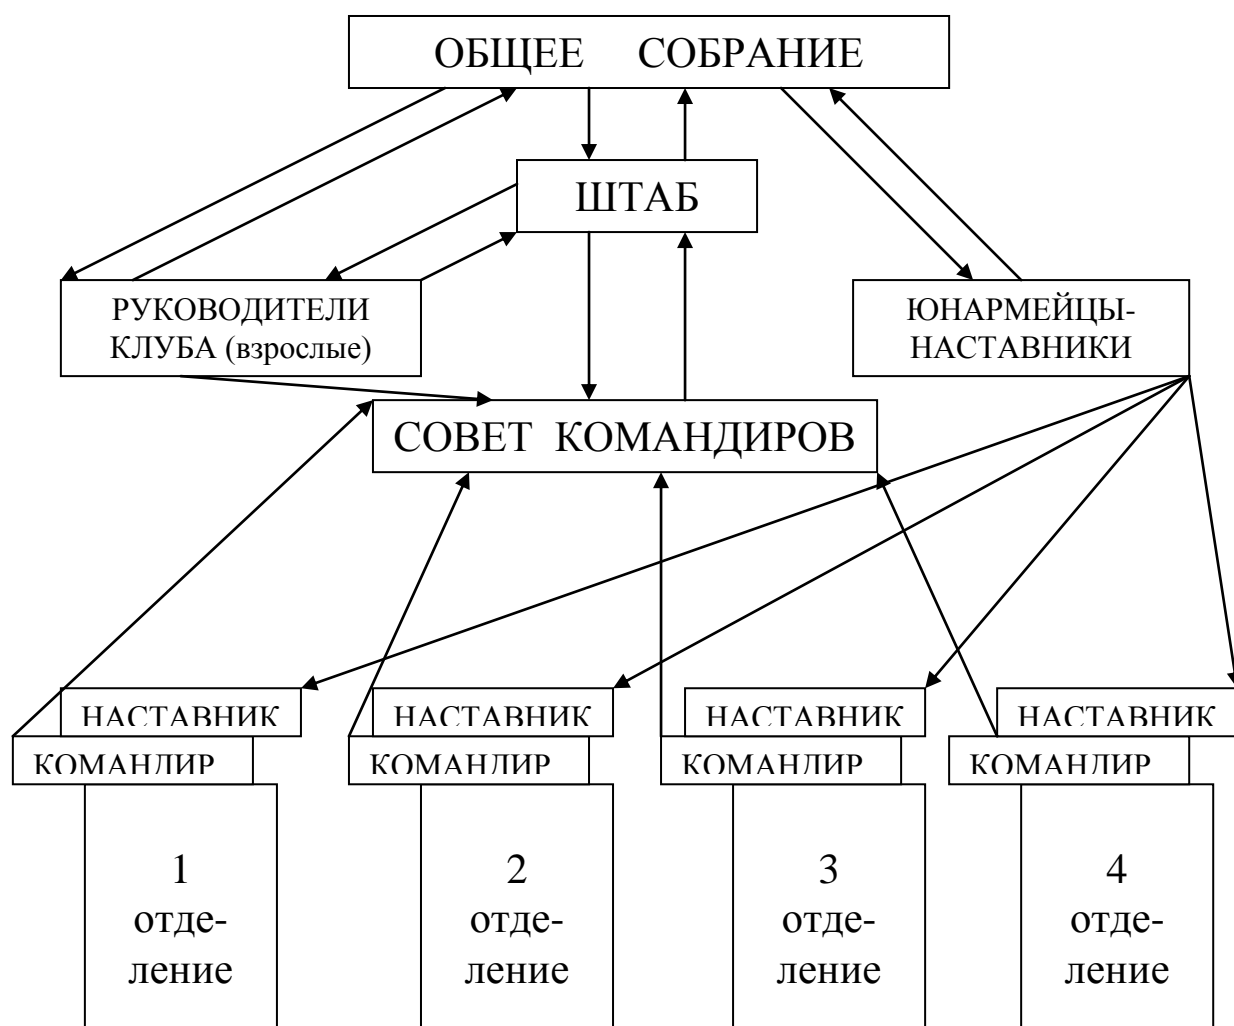 ОБЩЕЕ СОБРАНИЕ
ШТАБ
РУКОВОДИТЕЛИ
КЛУБА (взрослые)
ЮНАРМЕЙЦЫ-
НАСТАВНИКИ
СОВЕТ КОМАНДИРОВ
НАСТАВНИК
НАСТАВНИК
НАСТАВНИК
НАСТАВНИК
КОМАНДИР
КОМАНДИР
КОМАНДИР
КОМАНДИР
1
отде-
ление
2
отде-
ление
3
отде-
ление
4
отде-
ление